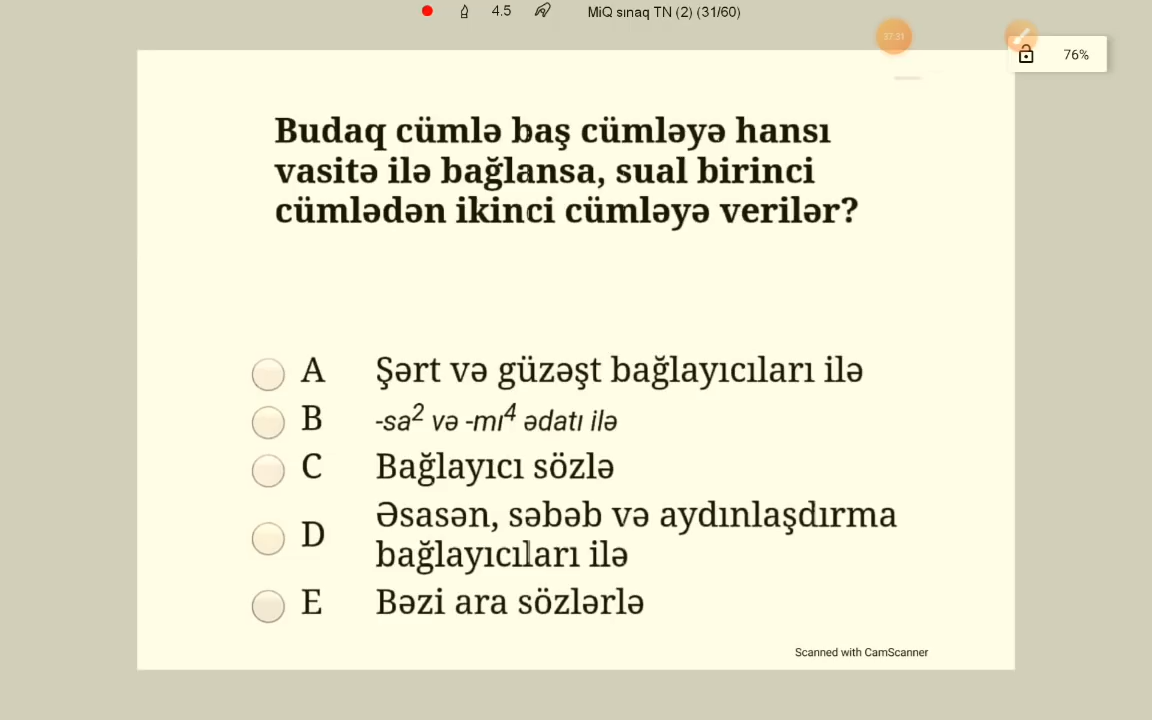 4.5 MiQ sınaq TN (2) (31/60)
37:31
76%
Budaq cümlə baş cümləyə hansı
vasitə ilə bağlansa, sual birinci
cümlədən ikinci cümləyə verilər?
A Şərt və güzəşt bağlayıcıları ilə
B -sa² və -mı⁴ ədatı ilə
C Bağlayıcı sözlə
D Əsasən, səbəb və aydınlaşdırma
bağlayıcıları ilə
E Bəzi ara sözlərlə
Scanned with CamScanner